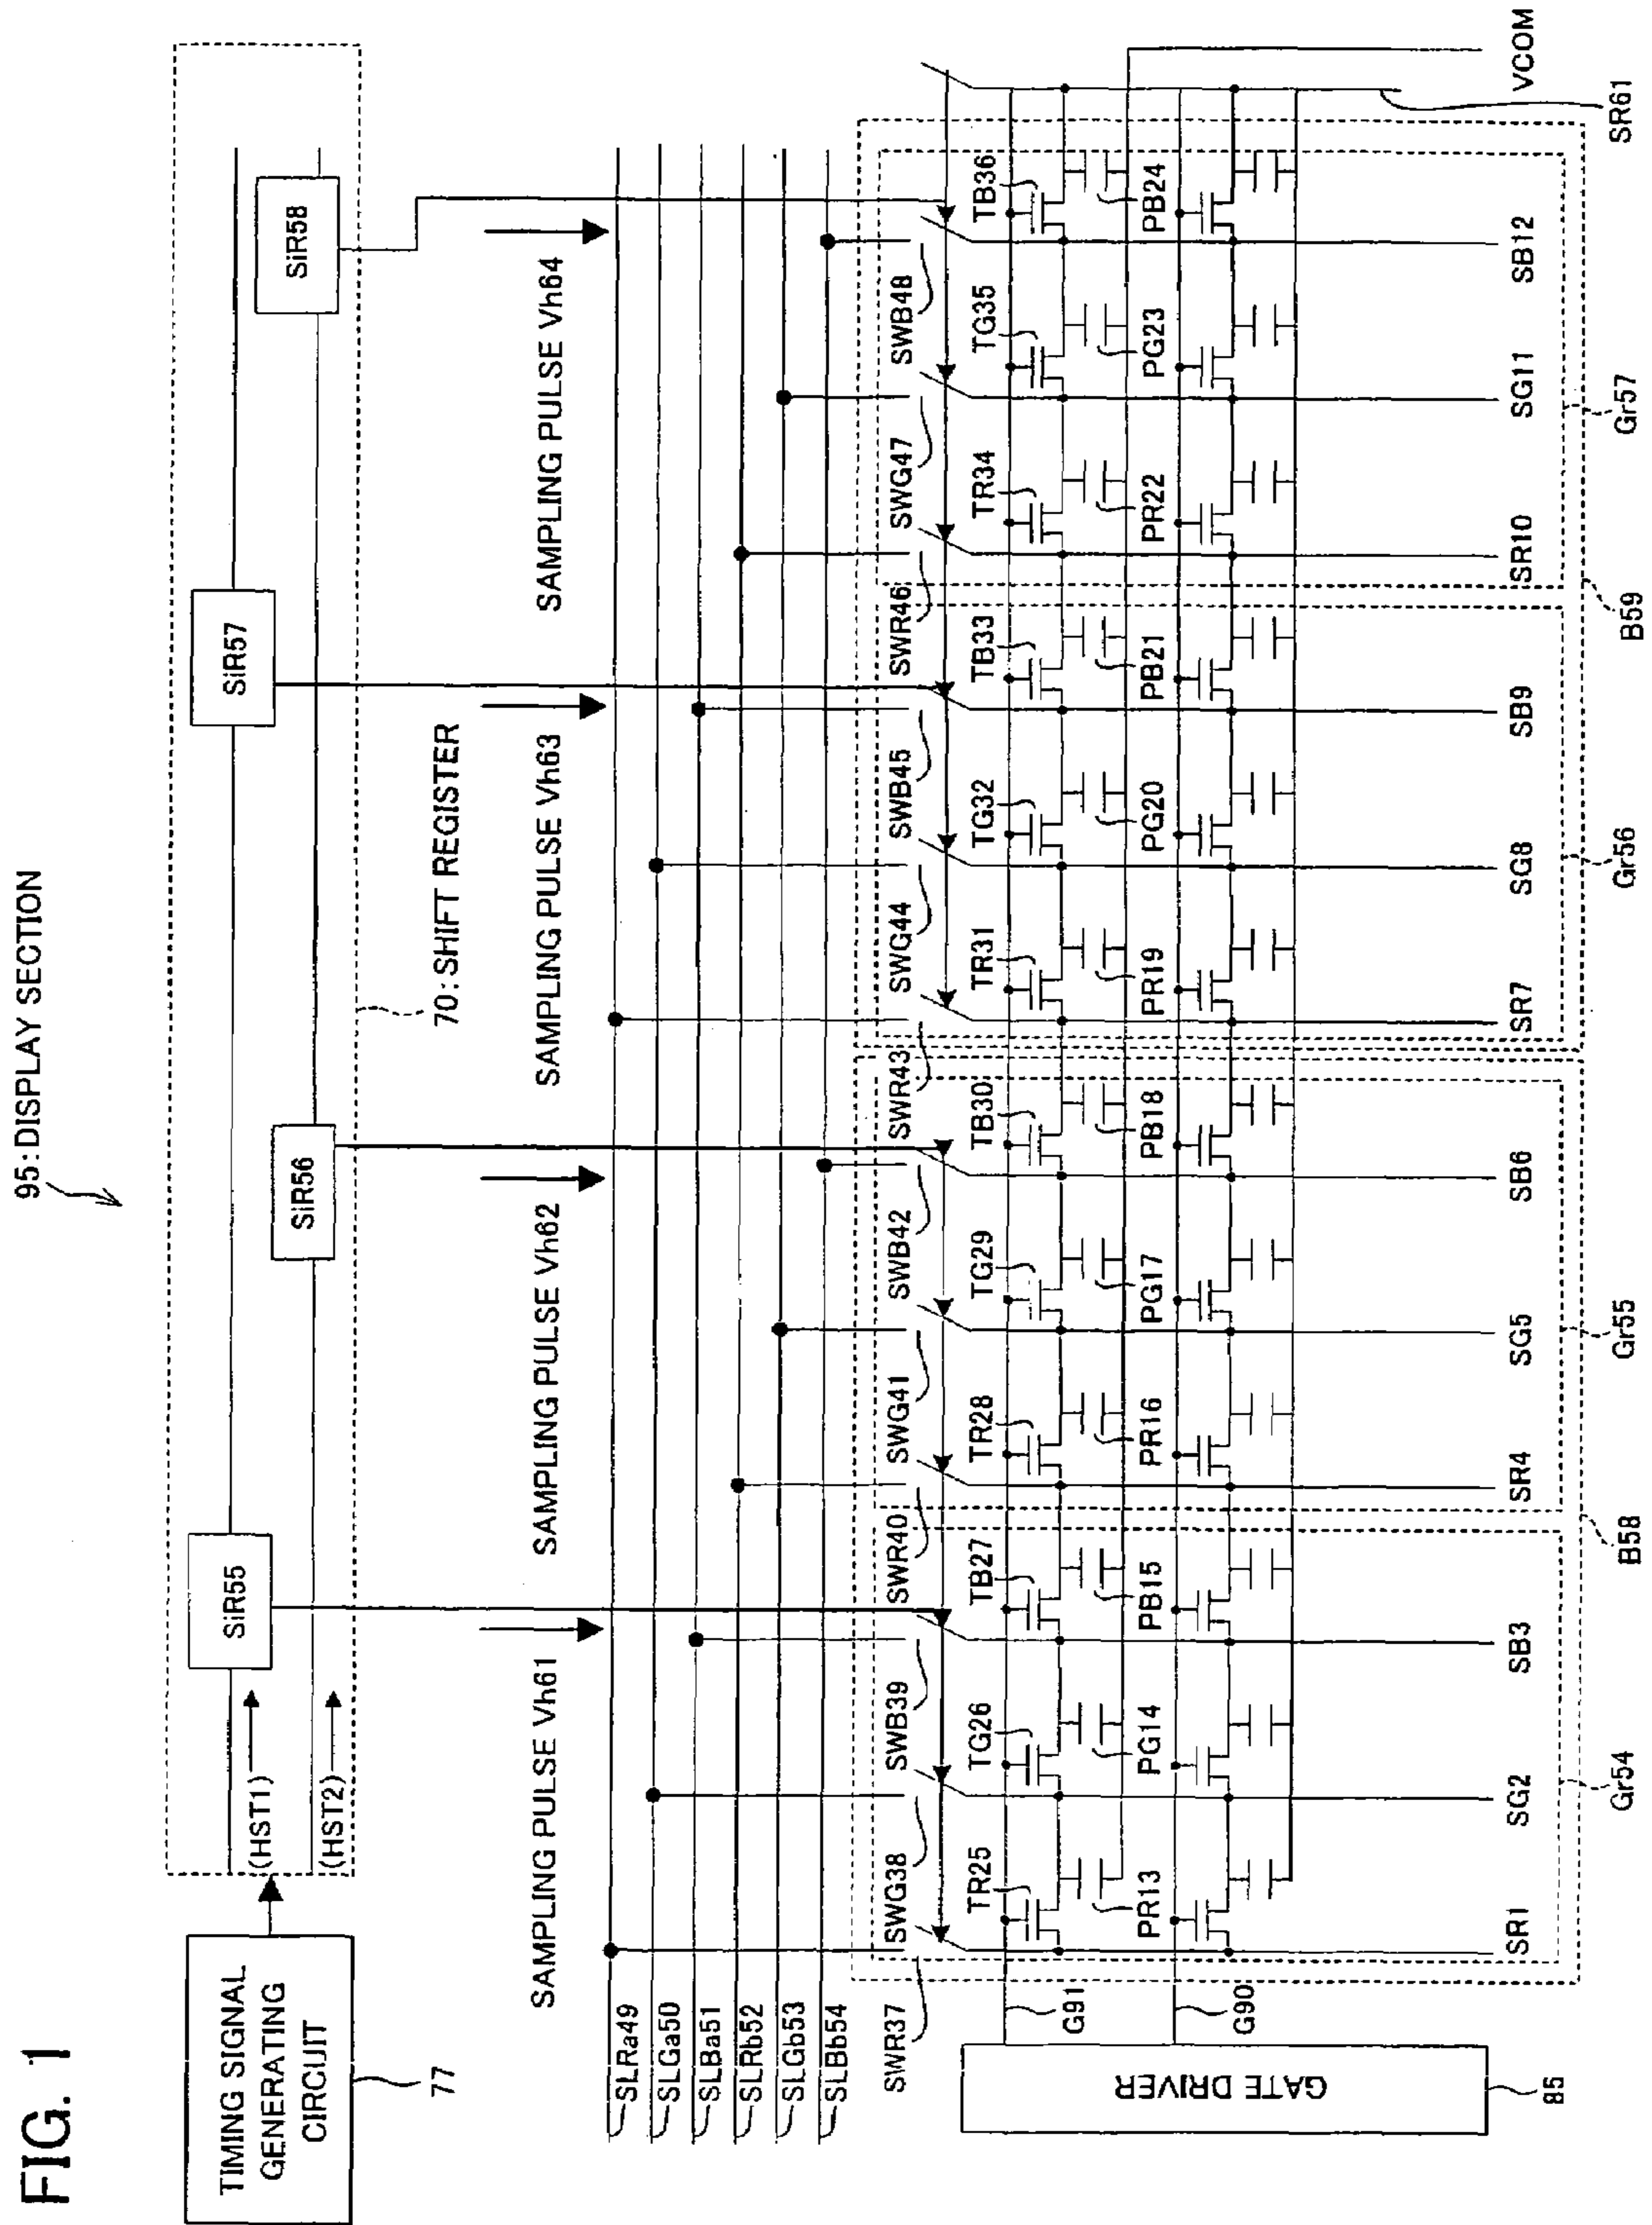 FIG. 1
95: DISPLAY SECTION
TIMING SIGNAL
GENERATING
CIRCUIT
77
(HST1)
(HST2)
SiR55
SiR56
SiR57
SiR58
70: SHIFT REGISTER
SAMPLING PULSE Vh61
SAMPLING PULSE Vh62
SAMPLING PULSE Vh63
SAMPLING PULSE Vh64
SLRa49
SLGa50
SLBa51
SLRb52
SLGb53
SLBb54
SWR37
SWG38
SWB39
SWR40
SWG41
SWB42
SWR43
SWG44
SWB45
SWR46
SWG47
SWB48
TR25
TG26
TB27
TR28
TG29
TB30
TR31
TG32
TB33
TR34
TG35
TB36
G91
PR13
PG14
PB15
PR16
PG17
PB18
PR19
PG20
PB21
PR22
PG23
PB24
G90
GATE DRIVER
85
SR1
SG2
SB3
SR4
SG5
SB6
SR7
SG8
SB9
SR10
SG11
SB12
VCOM
SR61
Gr54
B58
Gr55
Gr56
B59
Gr57